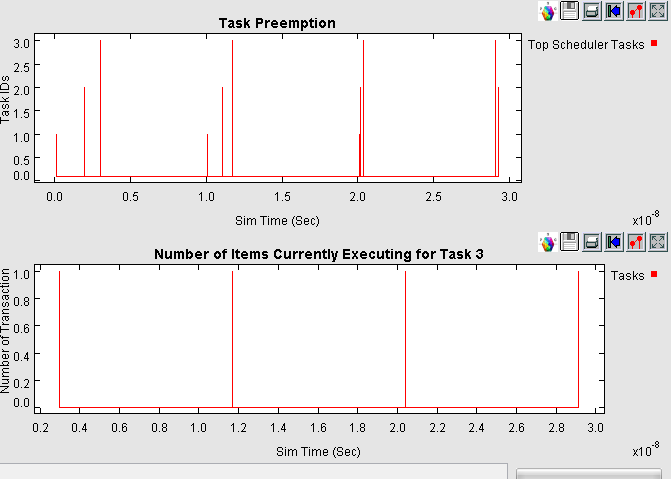 Task Preemption
Top Scheduler Tasks
Task IDs
3.0
2.5
2.0
1.5
1.0
0.5
0.0
0.0 0.5 1.0 1.5 2.0 2.5 3.0
Sim Time (Sec)
x10-8
Number of Items Currently Executing for Task 3
Tasks
Number of Transaction
1.0
0.8
0.6
0.4
0.2
0.0
0.2 0.4 0.6 0.8 1.0 1.2 1.4 1.6 1.8 2.0 2.2 2.4 2.6 2.8 3.0
Sim Time (Sec)
x10-8